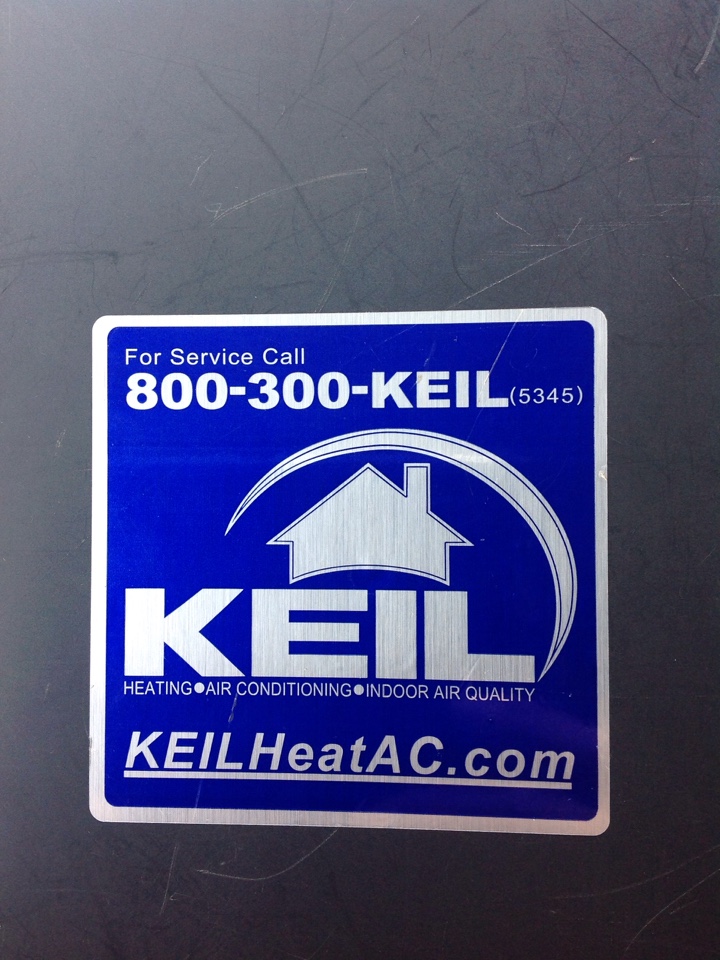 For Service Call
800-300-KEIL(5345)
KEIL
HEATING●AIR CONDITIONING●INDOOR AIR QUALITY
KEILHeatAC.com